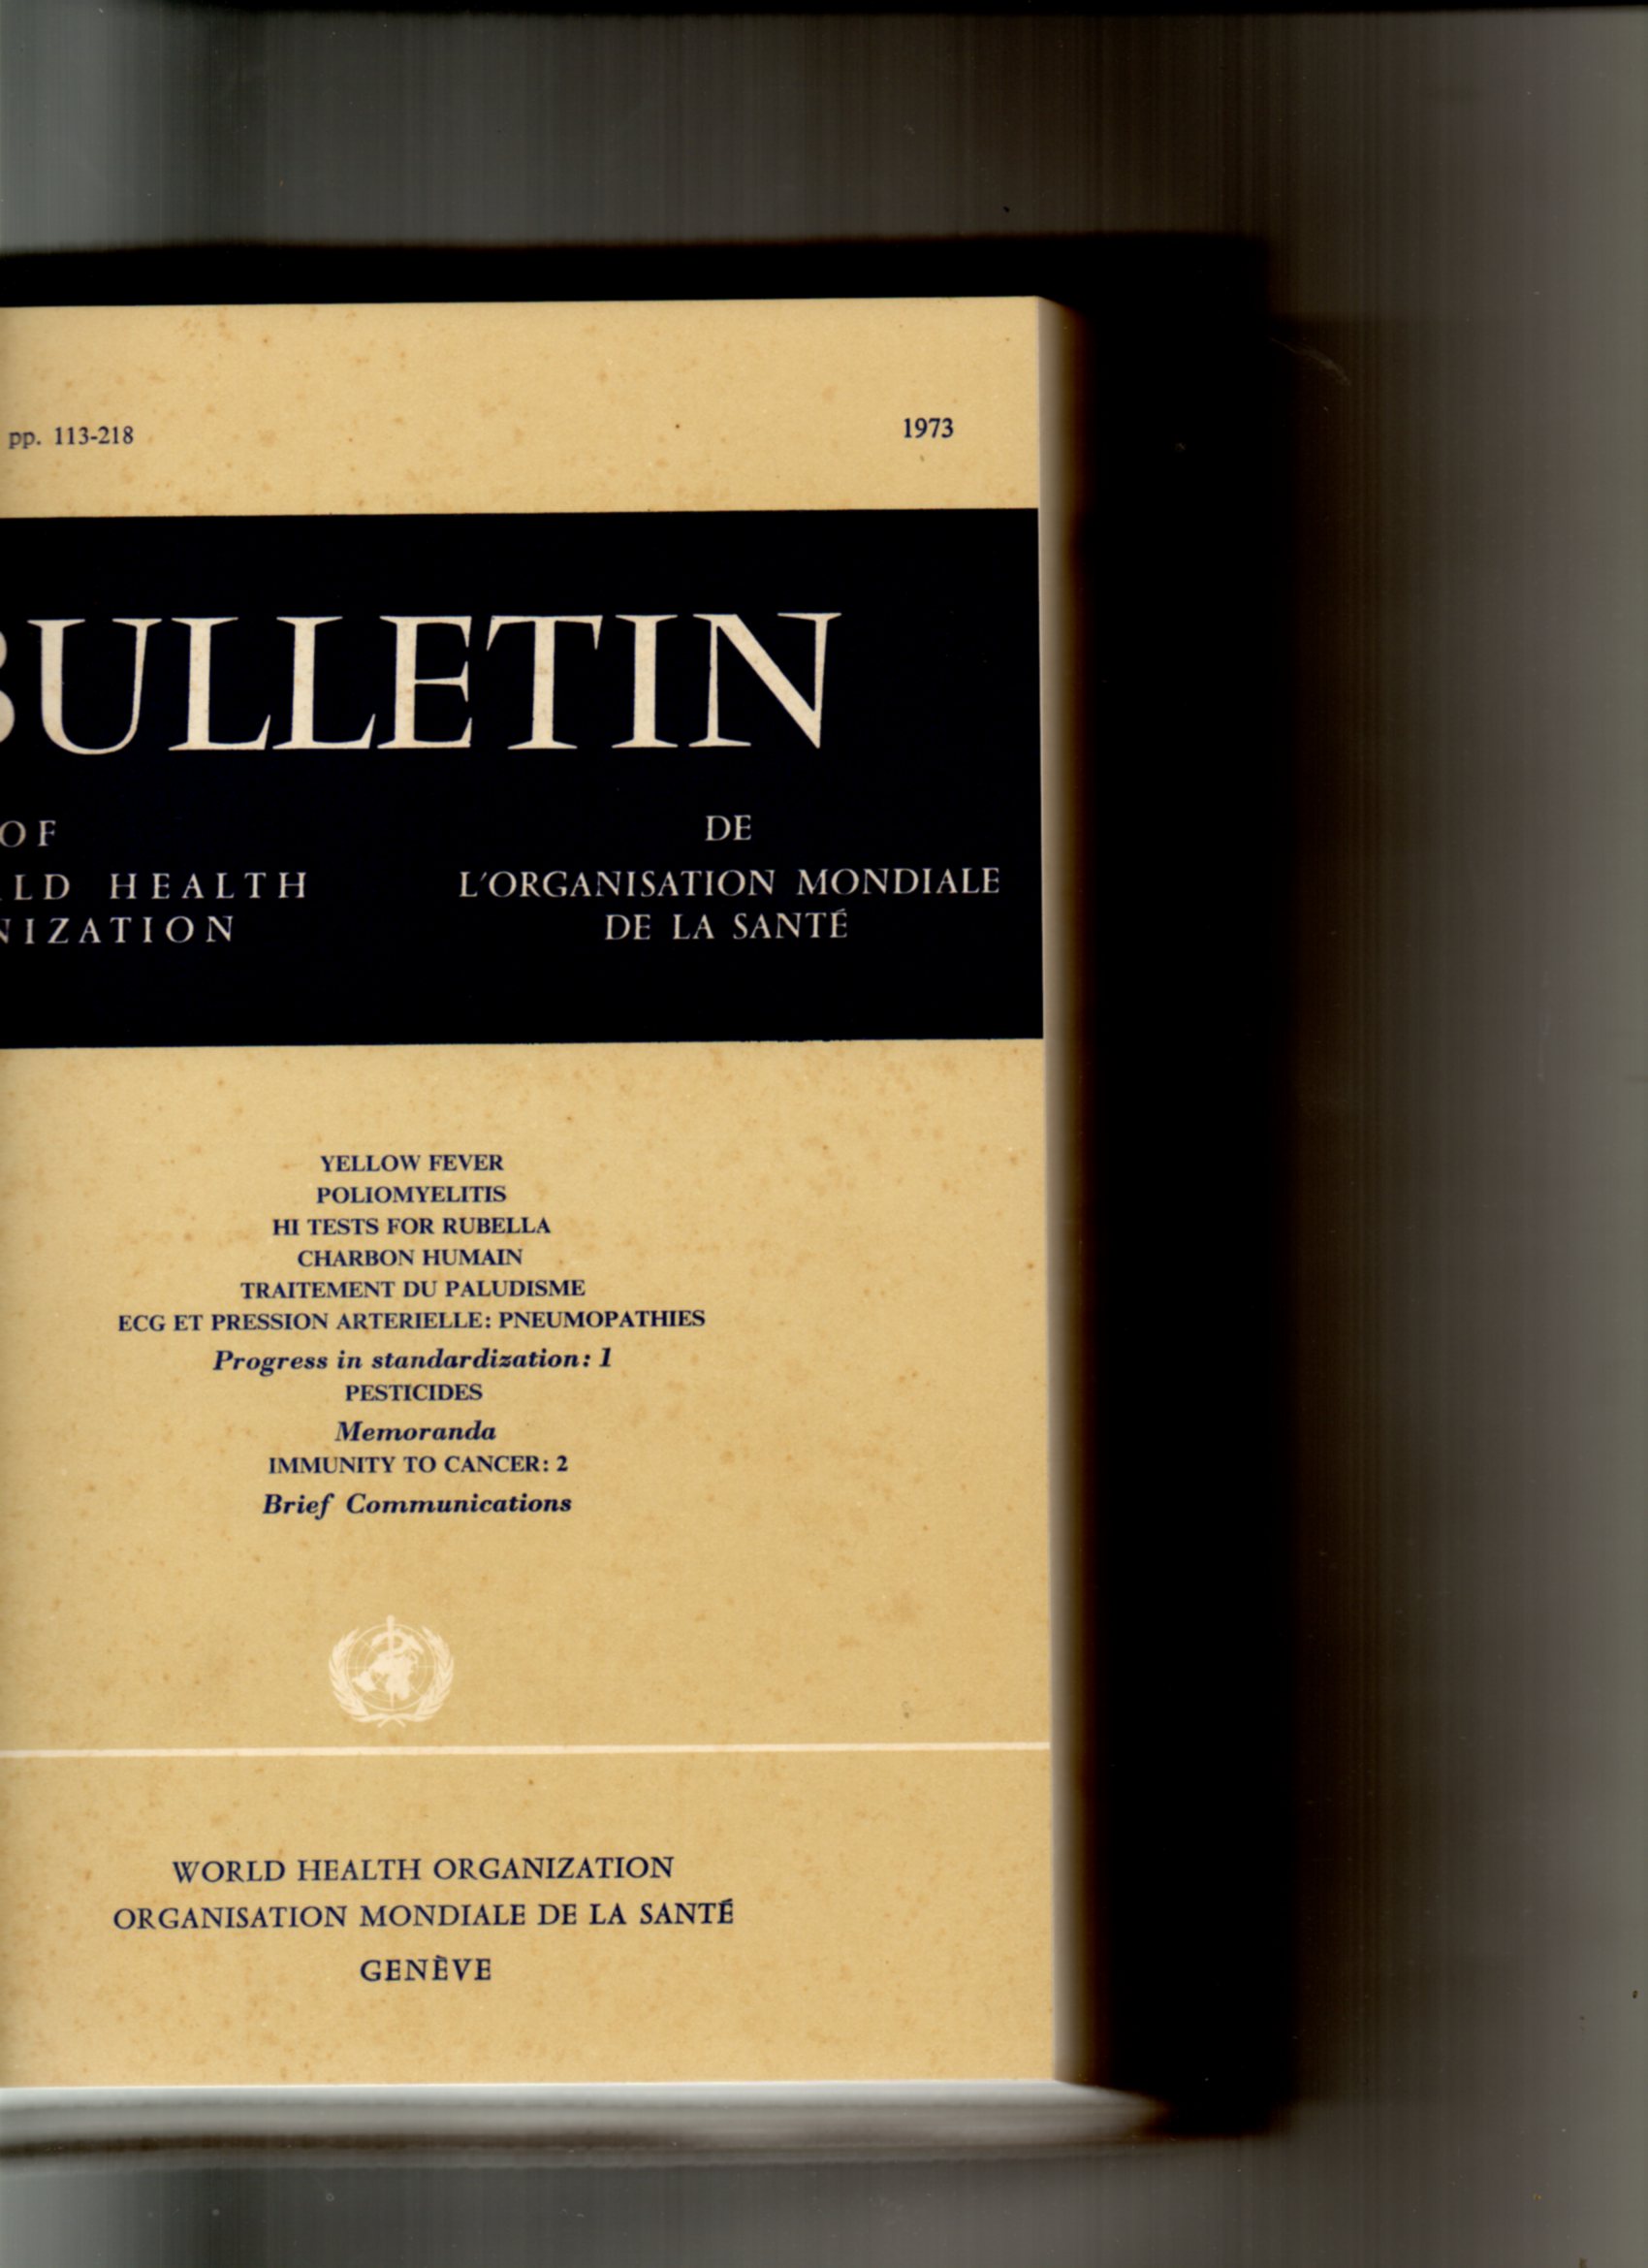 pp. 113-218
1973
BULLETIN
OF
LD HEALTH
NIZATION
DE
L'ORGANISATION MONDIALE
DE LA SANTÉ
YELLOW FEVER
POLIOMYELITIS
HI TESTS FOR RUBELLA
CHARBON HUMAIN
TRAITEMENT DU PALUDISME
ECG ET PRESSION ARTERIELLE: PNEUMOPATHIES
Progress in standardization: 1
PESTICIDES
Memoranda
IMMUNITY TO CANCER: 2
Brief Communications
WORLD HEALTH ORGANIZATION
ORGANISATION MONDIALE DE LA SANTÉ
GENÈVE